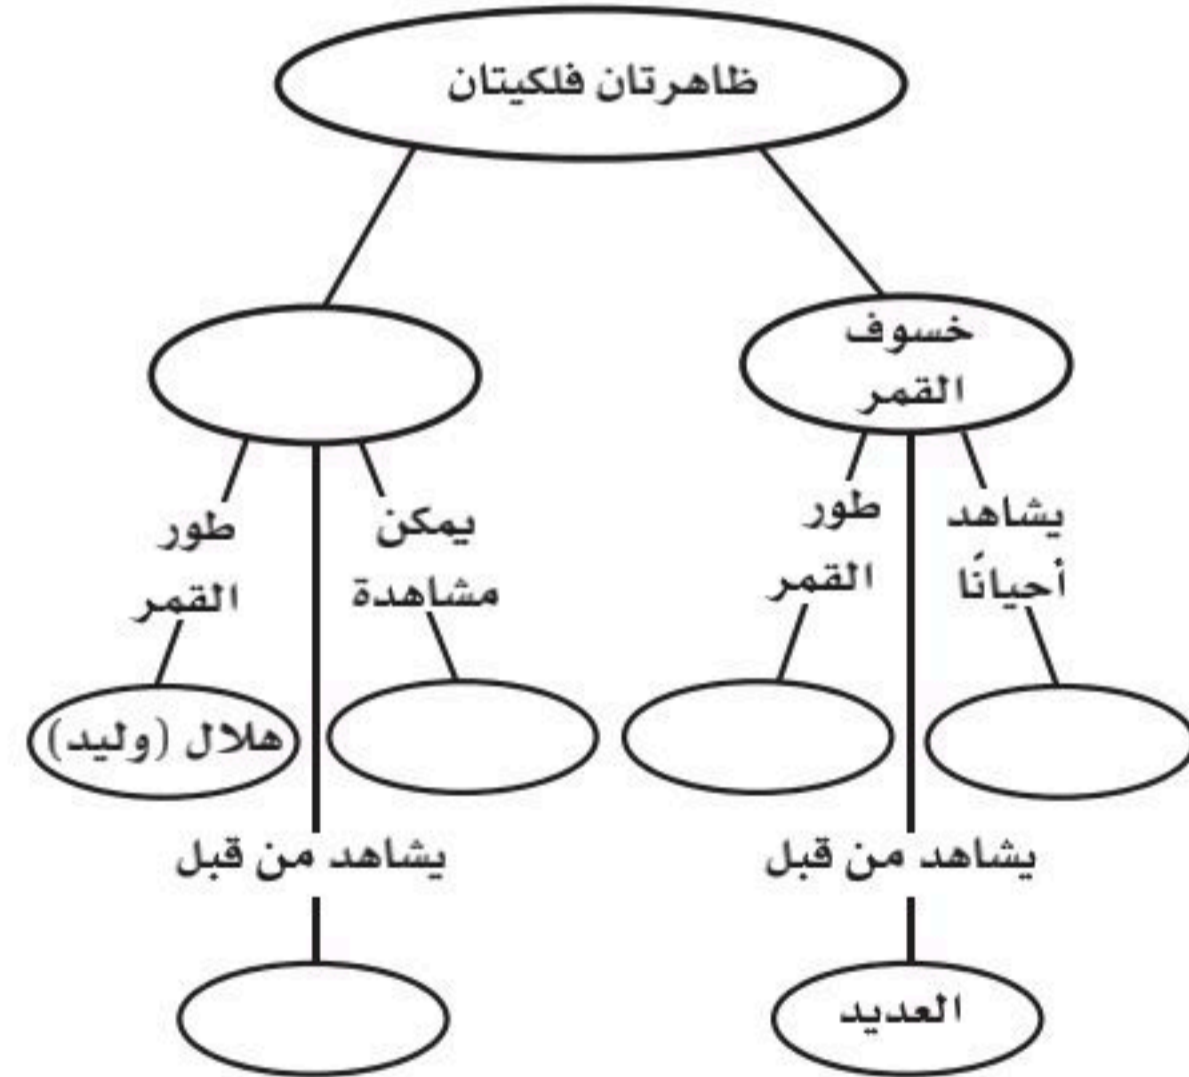 ظاهرتان فلكيتان
خسوف
القمر
يشاهد
أحيانًا
طور
القمر
يمكن
مشاهدة
طور
القمر
هلال (وليد)
يشاهد من قبل
يشاهد من قبل
العديد